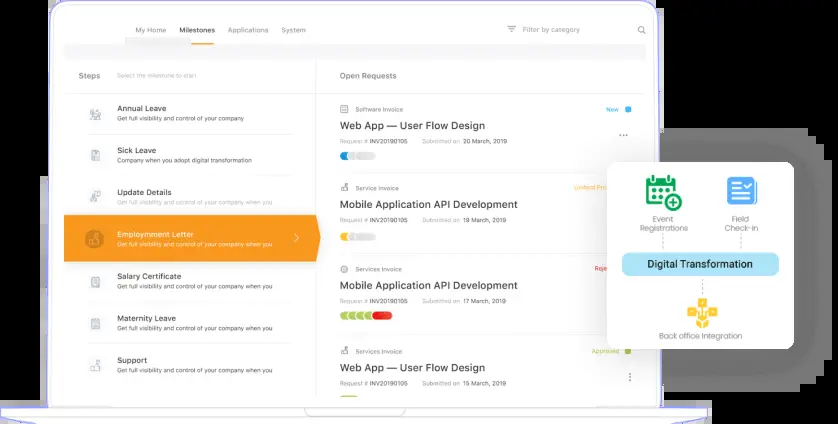 My Home Milestones Applications System Filter by category
Steps Select the milestone to start
Annual Leave
Get full visibility and control of your company
Sick Leave
Company when you adopt digital transformation
Update Details
Get full visibility and control of your company when you
Employmnent Letter
Get full visibility and control of your company when you
Salary Certificate
Get full visibility and control of your company when you
Maternity Leave
Get full visibility and control of your company when you
Support
Get full visibility and control of your company when you
Open Requests
Software Invoice New
Web App — User Flow Design
Request # INV20190105 Submitted on 20 March, 2019
Service Invoice
Mobile Application API Development
Request # INV20190105 Submitted on 19 March, 2019
Services Invoice Reje
Mobile Application API Development
Request # INV20190105 Submitted on 17 March, 2019
Services Invoice Approved
Web App — User Flow Design
Request # INV20190105 Submitted on 15 March, 2019
Event
Registrations
Field
Check-in
Digital Transformation
Back office Integration